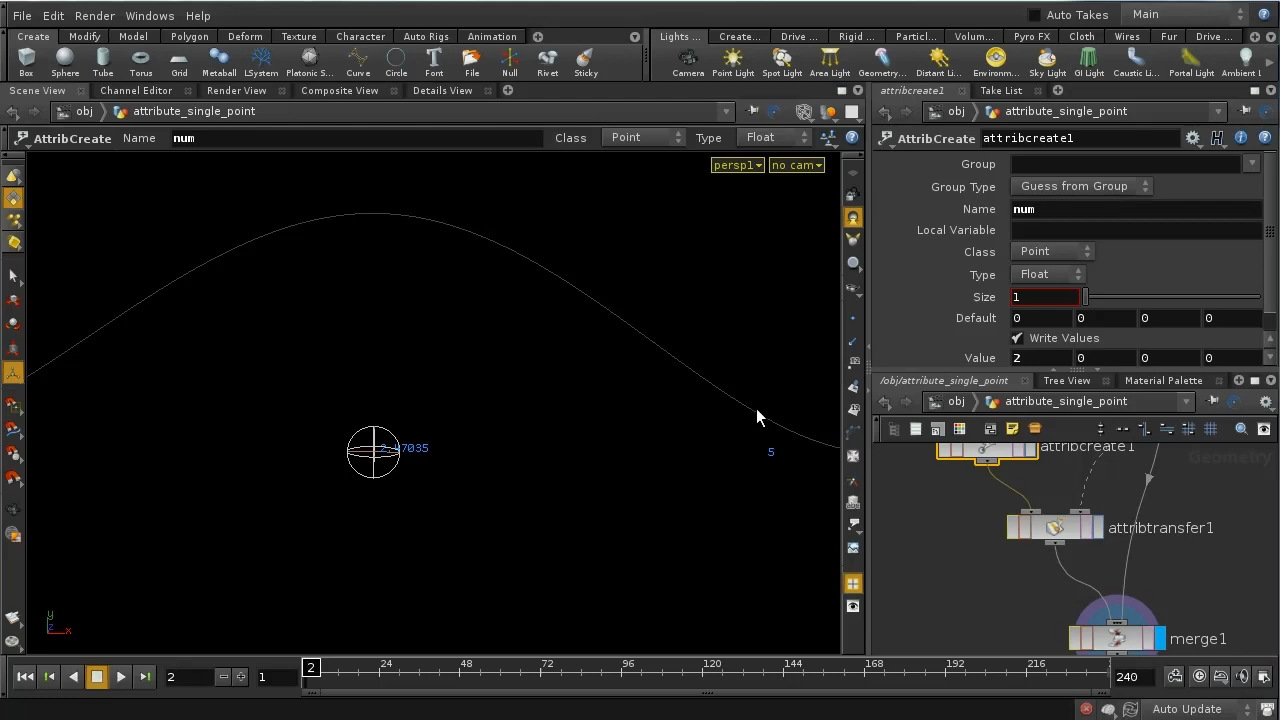 File Edit Render Windows Help Auto Takes Main
Create Modify Model Polygon Deform Texture Character Auto Rigs Animation Lights ... Create... Drive ... Rigid ... Particl... Volum... Pyro FX Cloth Wires Fur Drive ...
Box Sphere Tube Torus Grid Metaball LSystem Platonic S... Curve Circle Font File Null Rivet Sticky Camera Point Light Spot Light Area Light Geometry... Distant Li... Environm... Sky Light GI Light Caustic Li... Portal Light Ambient L
Scene View Channel Editor Render View Composite View Details View attribcreate1 Take List
obj attribute_single_point obj attribute_single_point
AttribCreate Name num Class Point Type Float AttribCreate attribcreate1
persp1 no cam
Group
Group Type Guess from Group
Name num
Local Variable
Class Point
Type Float
Size 1
Default 0 0 0 0
Write Values
Value 2 0 0 0
/obj/attribute_single_point Tree View Material Palette
obj attribute_single_point
attribcreate1
Geometry
5
attribtransfer1
merge1
y
z x
2 24 48 72 96 120 144 168 192 216
2 1 240
Auto Update